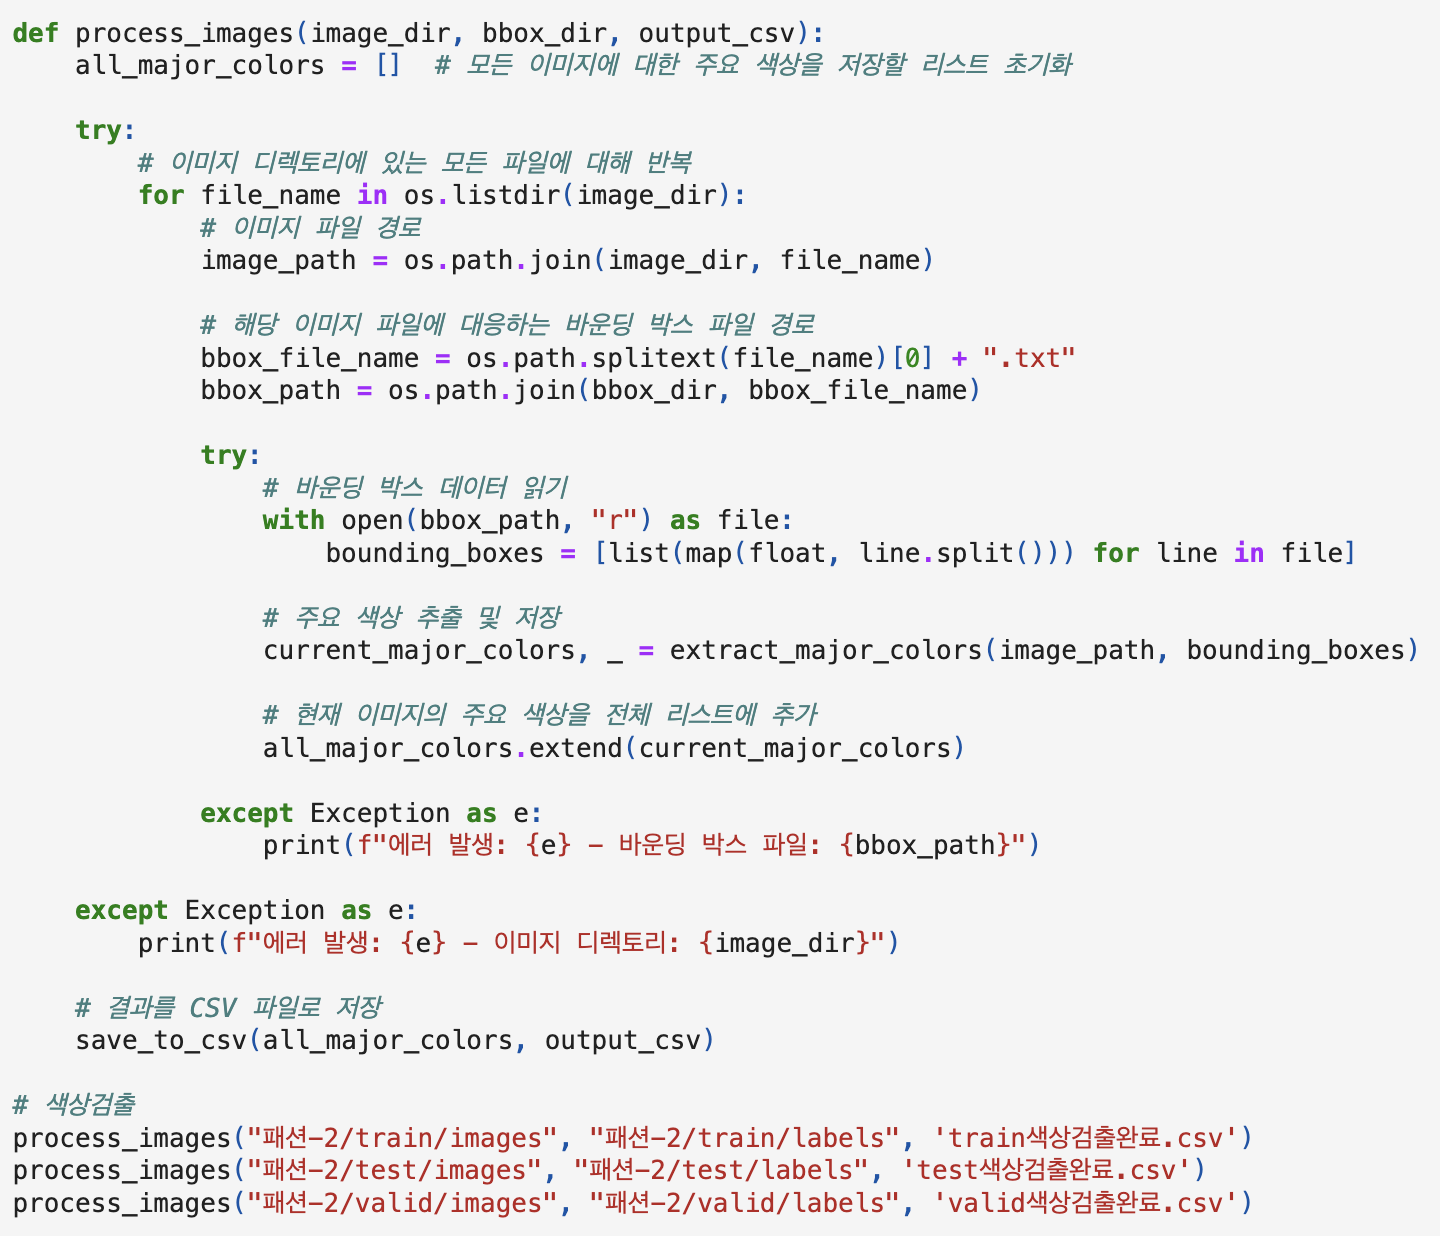 def process_images(image_dir, bbox_dir, output_csv):
    all_major_colors = []  # 모든 이미지에 대한 주요 색상을 저장할 리스트 초기화

    try:
        # 이미지 디렉토리에 있는 모든 파일에 대해 반복
        for file_name in os.listdir(image_dir):
            # 이미지 파일 경로
            image_path = os.path.join(image_dir, file_name)

            # 해당 이미지 파일에 대응하는 바운딩 박스 파일 경로
            bbox_file_name = os.path.splitext(file_name)[0] + ".txt"
            bbox_path = os.path.join(bbox_dir, bbox_file_name)

            try:
                # 바운딩 박스 데이터 읽기
                with open(bbox_path, "r") as file:
                    bounding_boxes = [list(map(float, line.split())) for line in file]

                # 주요 색상 추출 및 저장
                current_major_colors, _ = extract_major_colors(image_path, bounding_boxes)

                # 현재 이미지의 주요 색상을 전체 리스트에 추가
                all_major_colors.extend(current_major_colors)

            except Exception as e:
                print(f"에러 발생: {e} - 바운딩 박스 파일: {bbox_path}")

    except Exception as e:
        print(f"에러 발생: {e} - 이미지 디렉토리: {image_dir}")

    # 결과를 CSV 파일로 저장
    save_to_csv(all_major_colors, output_csv)

# 색상검출
process_images("패션-2/train/images", "패션-2/train/labels", 'train색상검출완료.csv')
process_images("패션-2/test/images", "패션-2/test/labels", 'test색상검출완료.csv')
process_images("패션-2/valid/images", "패션-2/valid/labels", 'valid색상검출완료.csv')